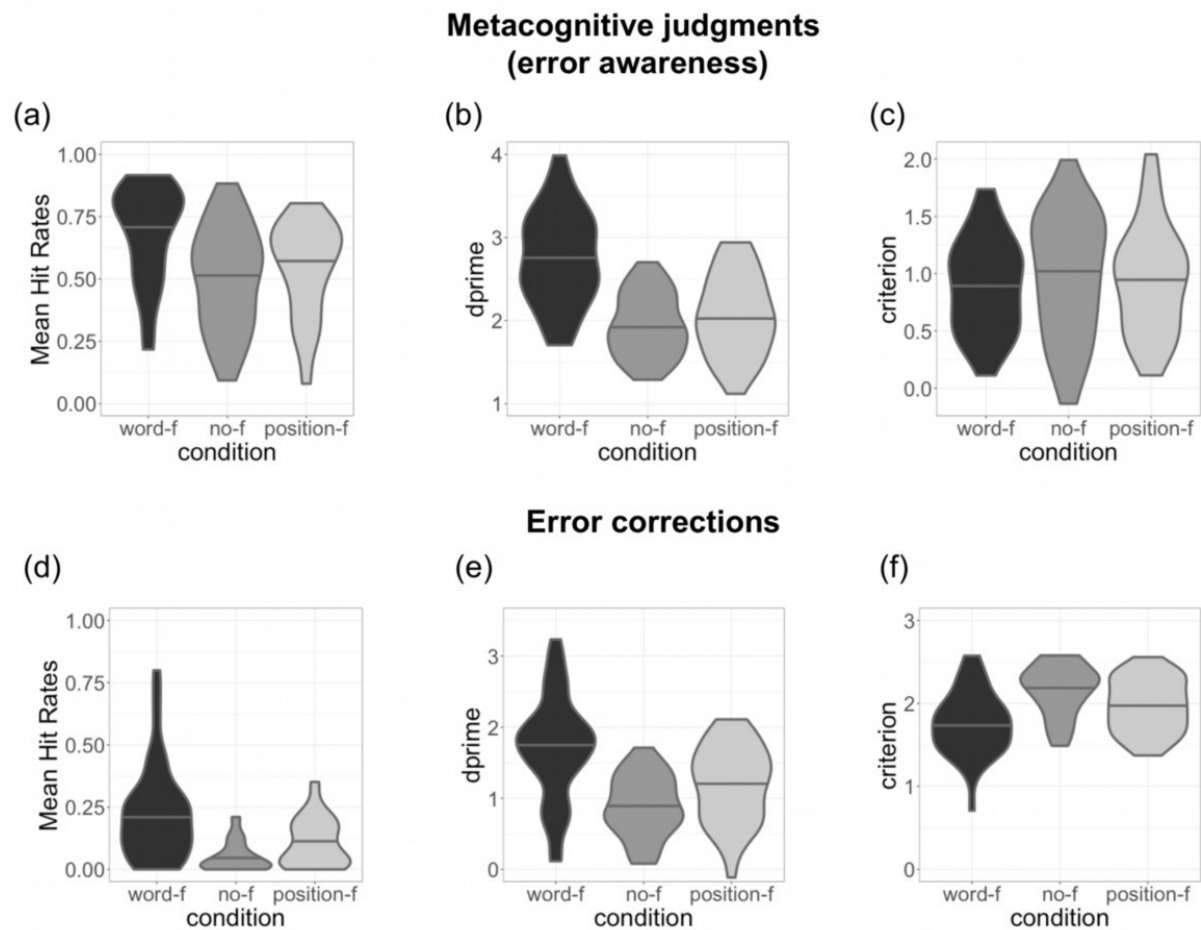 Metacognitive judgments
(error awareness)
(a)
(b)
(c)
Mean Hit Rates
1.00
0.75
0.50
0.25
0.00
word-f no-f position-f
condition
dprime
4
3
2
1
word-f no-f position-f
condition
criterion
2.0
1.5
1.0
0.5
0.0
word-f no-f position-f
condition
Error corrections
(d)
(e)
(f)
Mean Hit Rates
1.00
0.75
0.50
0.25
0.00
word-f no-f position-f
condition
dprime
3
2
1
0
word-f no-f position-f
condition
criterion
3
2
1
0
word-f no-f position-f
condition